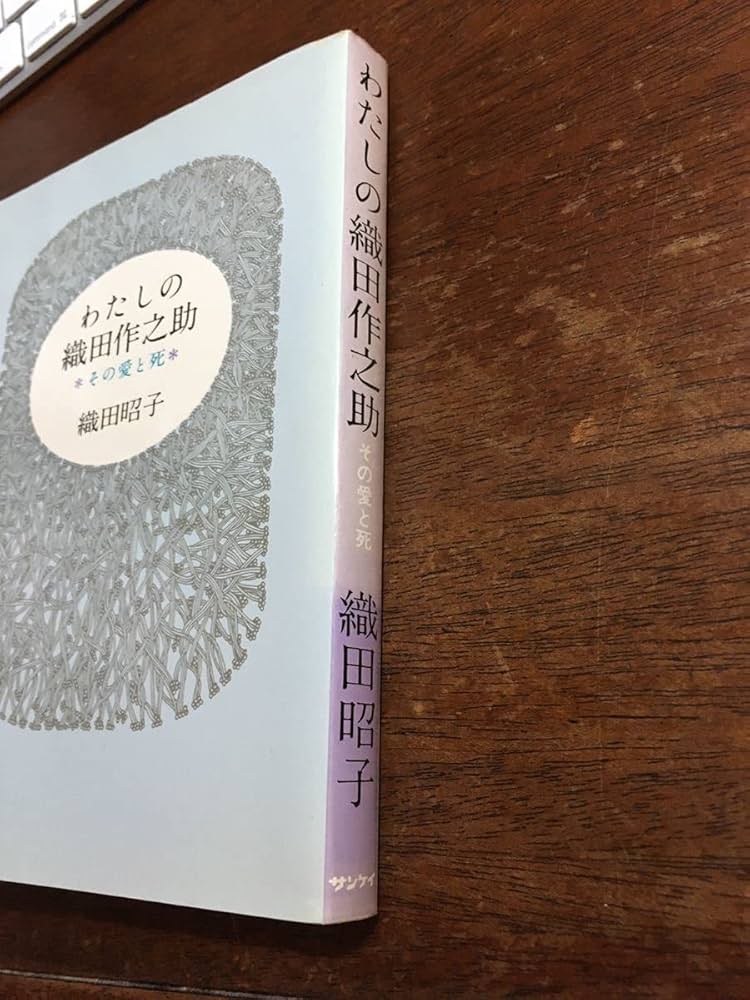 command
わたしの
織田作之助
*その愛と死*
織田昭子
わたしの織田作之助
その愛と死
織田昭子
サンケイ